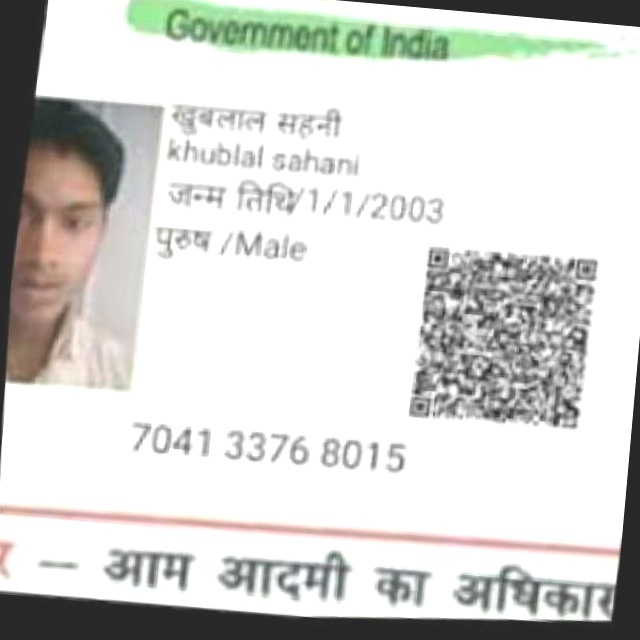 Government of India
खुबलाल सहनी
khublal sahani
जन्म तिथि/1/1/2003
पुरुष /Male
7041 3376 8015
— आम आदमी का अधिकार